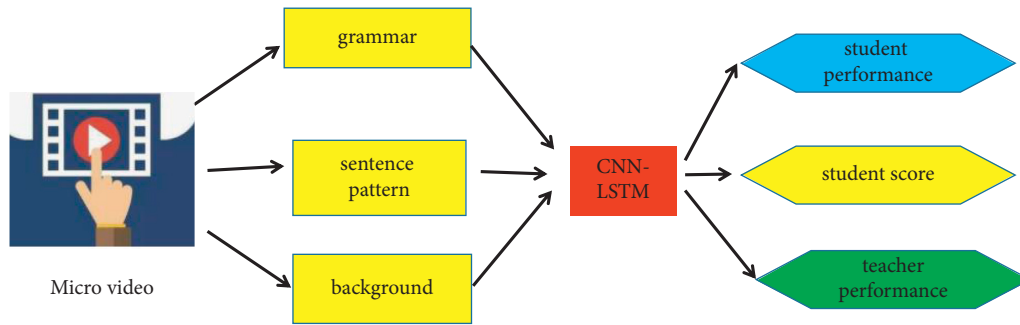 grammar
sentence
pattern
background
Micro video
CNN-
LSTM
student
performance
student score
teacher
performance